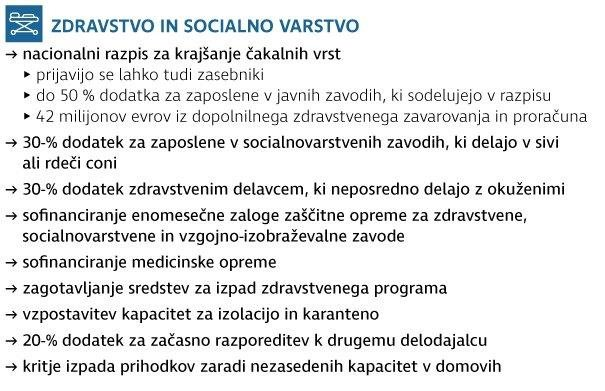 ZDRAVSTVO IN SOCIALNO VARSTVO
→ nacionalni razpis za krajšanje čakalnih vrst
▸ prijavijo se lahko tudi zasebniki
▸ do 50 % dodatka za zaposlene v javnih zavodih, ki sodelujejo v razpisu
▸ 42 milijonov evrov iz dopolnilnega zdravstvenega zavarovanja in proračuna
→ 30-% dodatek za zaposlene v socialnovarstvenih zavodih, ki delajo v sivi
ali rdeči coni
→ 30-% dodatek zdravstvenim delavcem, ki neposredno delajo z okuženimi
→ sofinanciranje enomesečne zaloge zaščitne opreme za zdravstvene,
socialnovarstvene in vzgojno-izobraževalne zavode
→ sofinanciranje medicinske opreme
→ zagotavljanje sredstev za izpad zdravstvenega programa
→ vzpostavitev kapacitet za izolacijo in karanteno
→ 20-% dodatek za začasno razporeditev k drugemu delodajalcu
→ kritje izpada prihodkov zaradi nezasedenih kapacitet v domovih